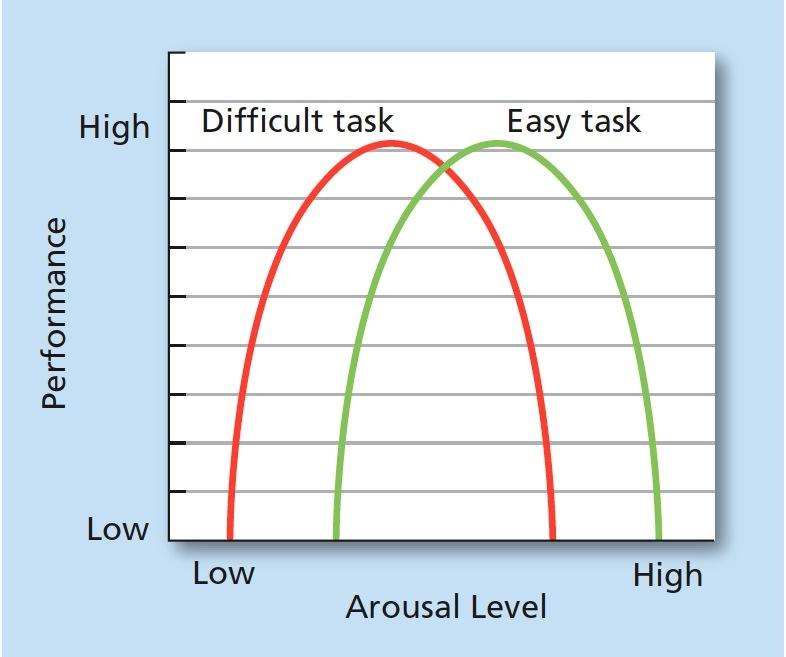 Difficult task
Easy task
High
Performance
Low
Low
High
Arousal Level